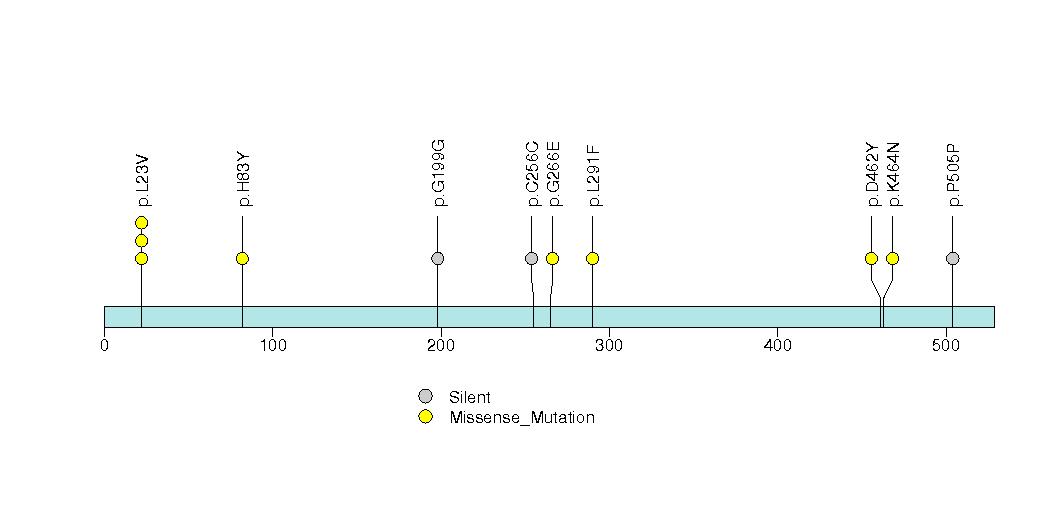 p.L23V
p.H83Y
p.G199G
p.C256C
p.G266E
p.L291F
p.D462Y
p.K464N
p.P505P
0 100 200 300 400 500
Silent
Missense_Mutation